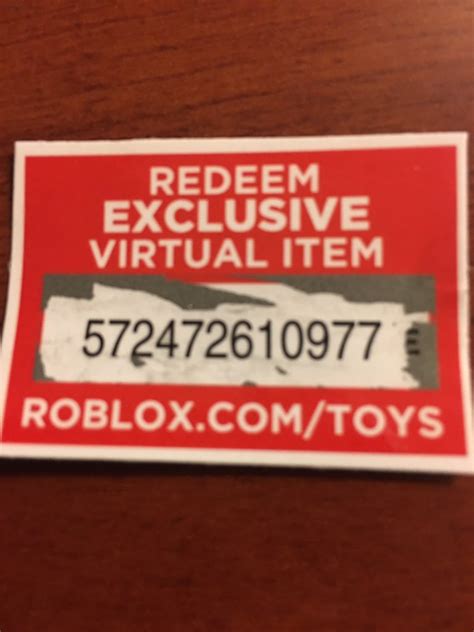 REDEEM
EXCLUSIVE
VIRTUAL ITEM
572472610977
ROBLOX.COM/TOYS